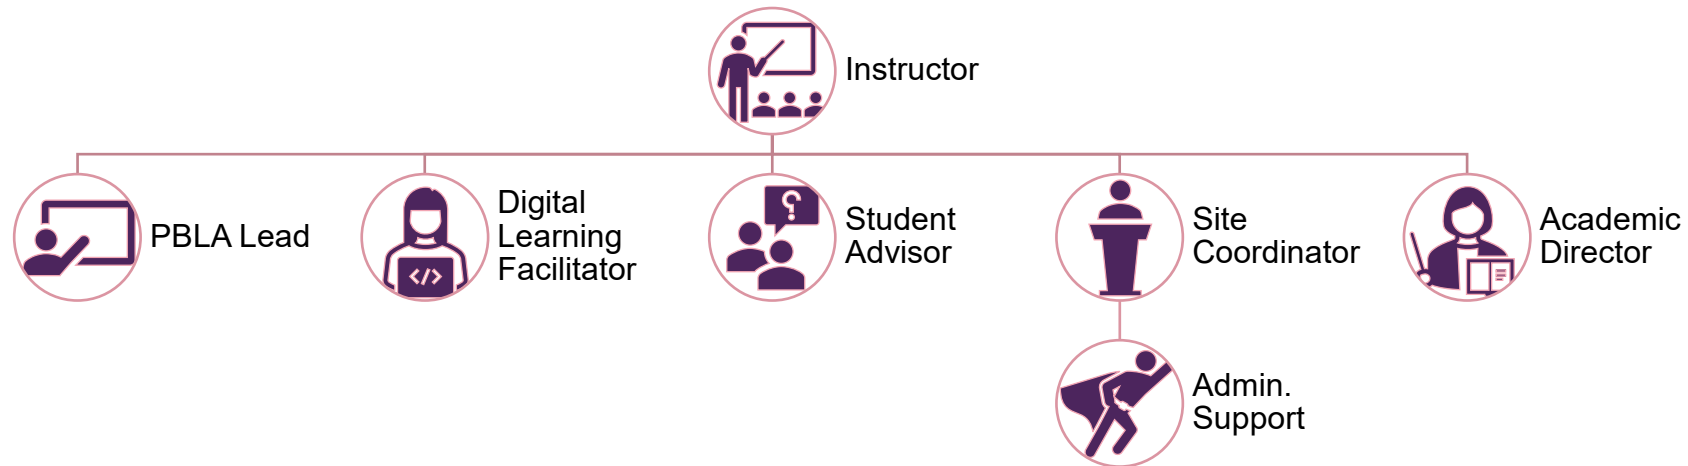 Instructor
PBLA Lead
Digital
Learning
Facilitator
Student
Advisor
Site
Coordinator
Academic
Director
Admin.
Support